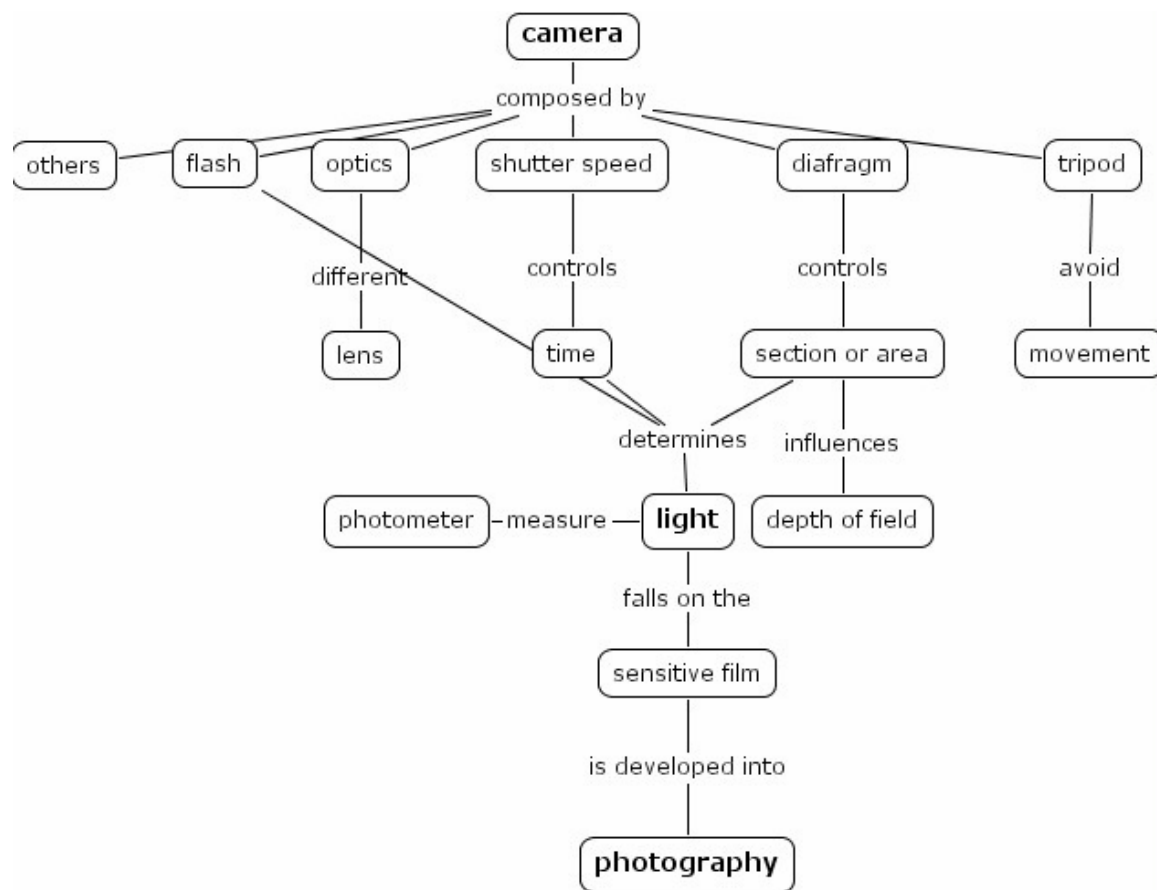 camera
composed by
others
flash
optics
shutter speed
diafragm
tripod
different
controls
controls
avoid
lens
time
section or area
movement
determines
influences
photometer
measure
light
depth of field
falls on the
sensitive film
is developed into
photography